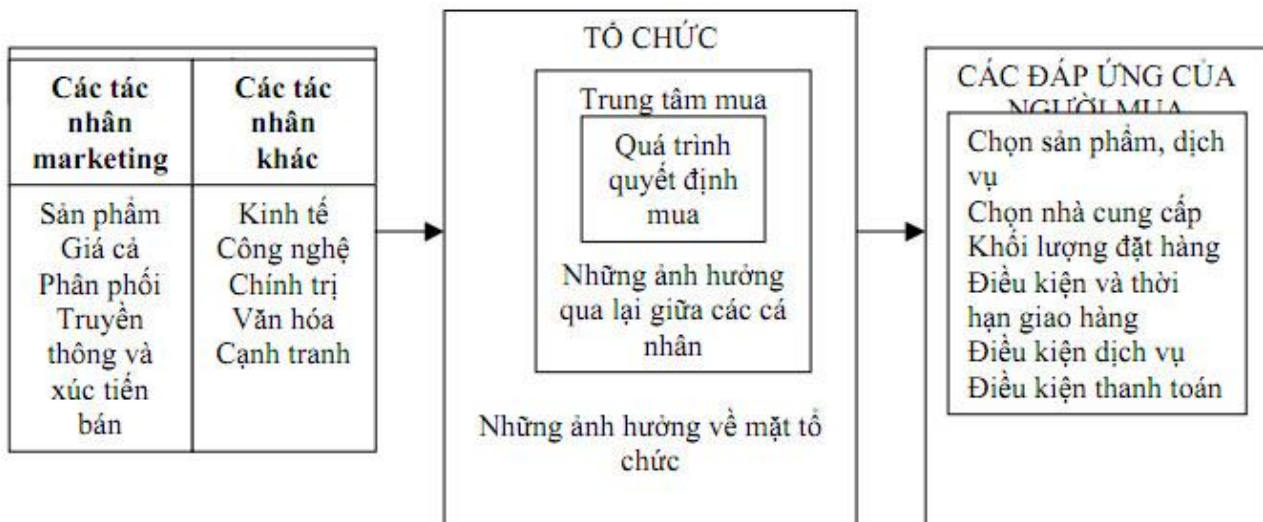 Các tác
nhân
marketing
Các tác
nhân
khác
Sản phẩm
Giá cả
Phân phối
Truyền
thông và
xúc tiến
bán
Kinh tế
Công nghệ
Chính trị
Văn hóa
Cạnh tranh
TỔ CHỨC
Trung tâm mua
Quá trình
quyết định
mua
Những ảnh hưởng
qua lại giữa các cá
nhân
Những ảnh hưởng về mặt tổ
chức
CÁC ĐÁP ỨNG CỦA
NGƯỜI MUA
Chọn sản phẩm, dịch
vụ
Chọn nhà cung cấp
Khối lượng đặt hàng
Điều kiện và thời
hạn giao hàng
Điều kiện dịch vụ
Điều kiện thanh toán